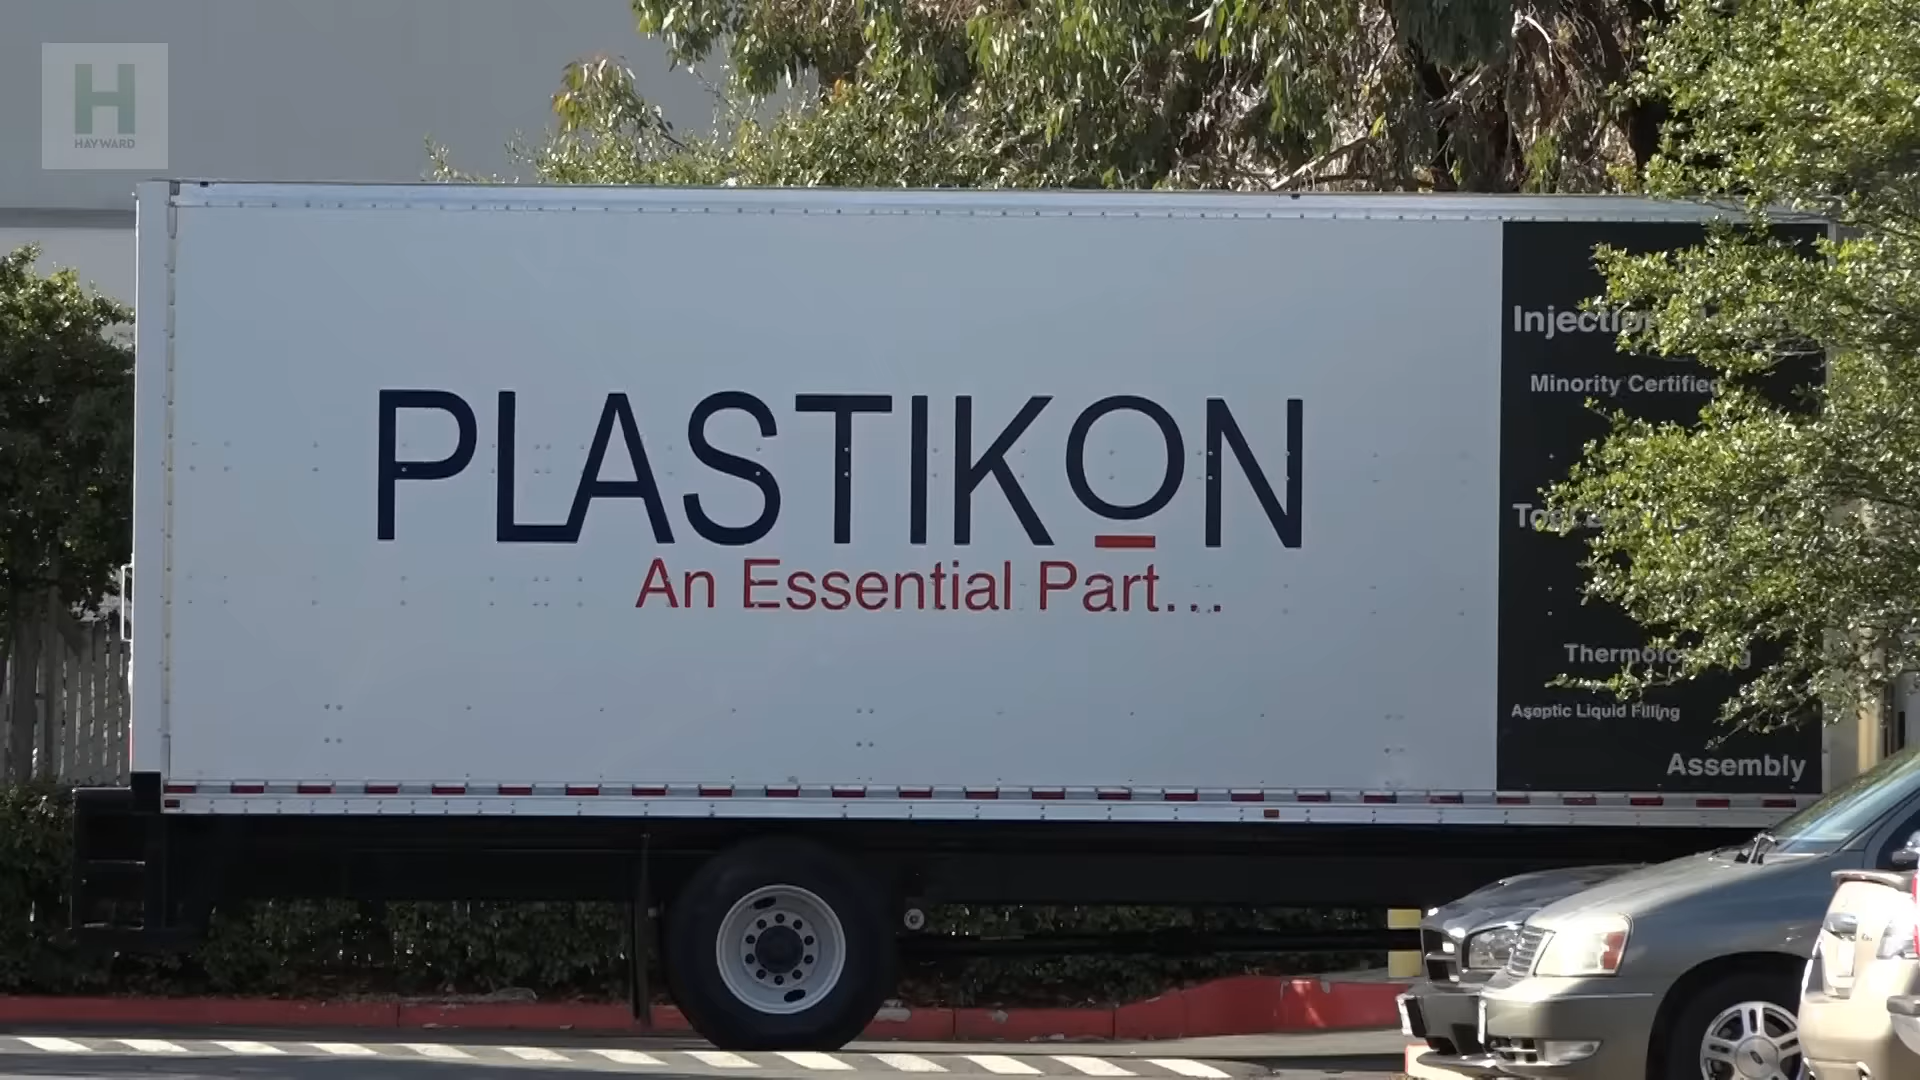 H
HAYWARD
PLASTIKON
An Essential Part...
Minority Certified
Aseptic Liquid Filling
Assembly